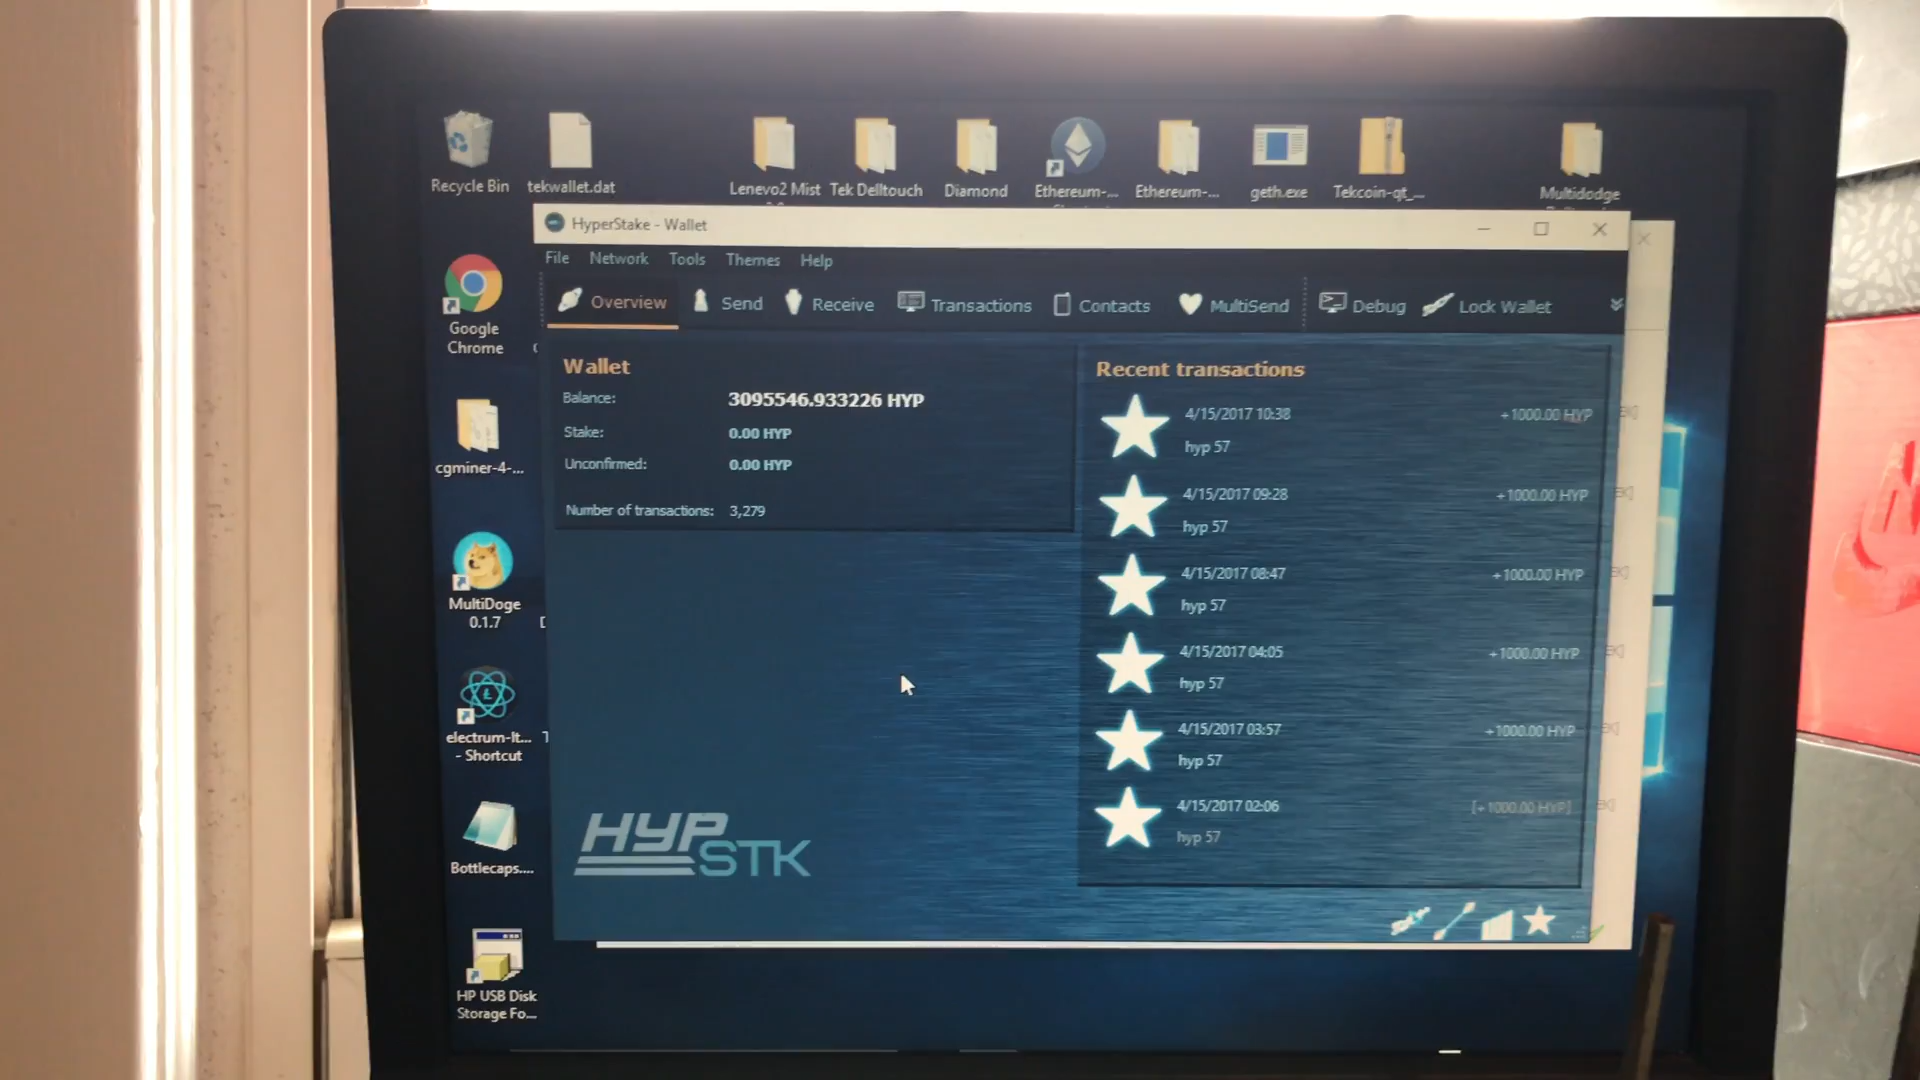 Recycle Bin
tekwallet.dat
Lenevo2 Mist
Tek Delltouch
Diamond
Ethereum-...
Ethereum-...
geth.exe
Tekcoin-qt_...
Multidodge
HyperStake - Wallet
File Network Tools Themes Help
Overview Send Receive Transactions Contacts MultiSend Debug Lock Wallet
Google
Chrome
cgminer-4-...
MultiDoge
0.1.7
electrum-lt...
- Shortcut
Bottlecaps....
HP USB Disk
Storage Fo...
Wallet
Balance: 3095546.933226 HYP
Stake: 0.00 HYP
Unconfirmed: 0.00 HYP
Number of transactions: 3,279
HYP
STK
Recent transactions
4/15/2017 10:38 +1000.00 HYP
hyp 57
4/15/2017 09:28 +1000.00 HYP
hyp 57
4/15/2017 08:47 +1000.00 HYP
hyp 57
4/15/2017 04:05 +1000.00 HYP
hyp 57
4/15/2017 03:57 +1000.00 HYP
hyp 57
4/15/2017 02:06 [+1000.00 HYP]
hyp 57